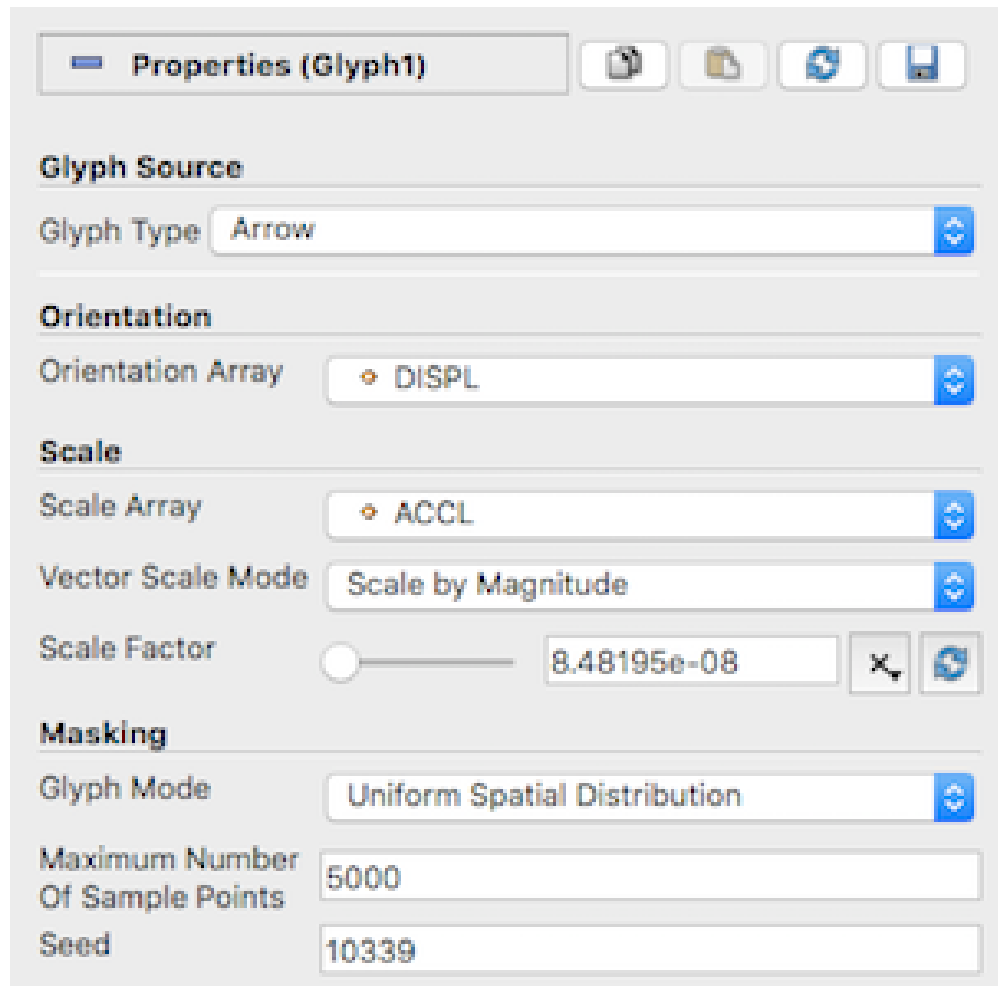 Properties (Glyph1)
Glyph Source
Glyph Type Arrow
Orientation
Orientation Array DISPL
Scale
Scale Array ACCL
Vector Scale Mode Scale by Magnitude
Scale Factor 8.48195e-08 X
Masking
Glyph Mode Uniform Spatial Distribution
Maximum Number
Of Sample Points 5000
Seed 10339